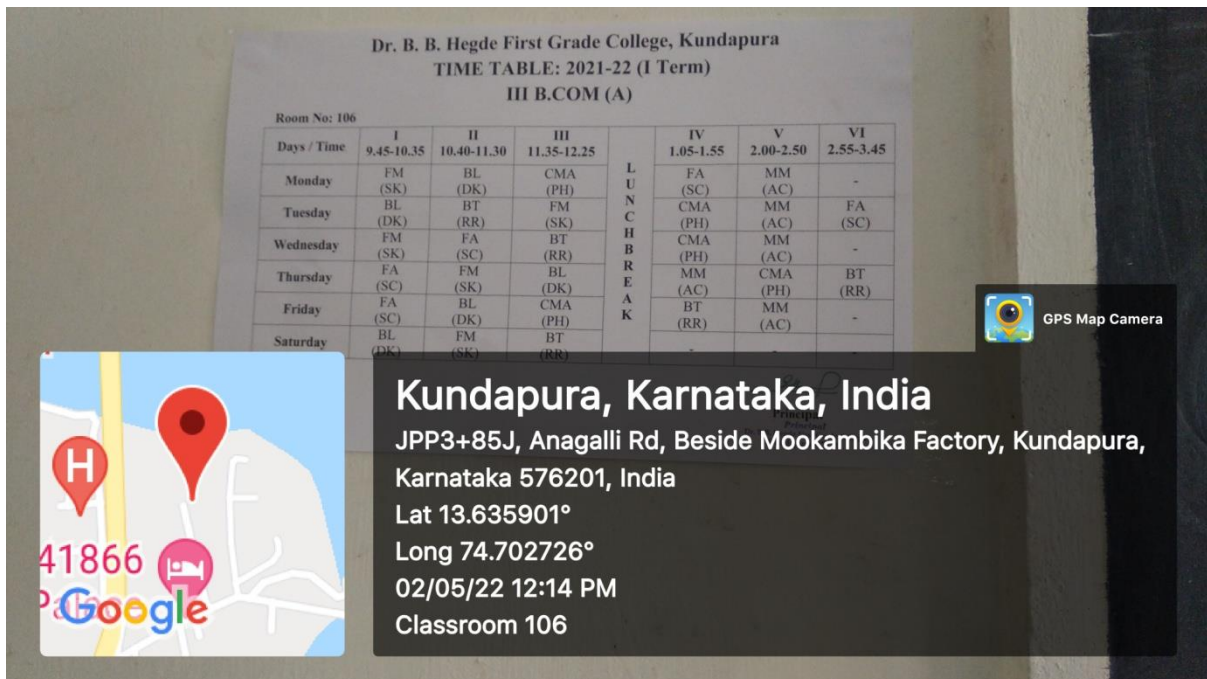 Dr. B. B. Hegde First Grade College, Kundapura
TIME TABLE: 2021-22 (I Term)
III B.COM (A)
Room No: 106
Days / Time I 9.45-10.35 II 10.40-11.30 III 11.35-12.25 LUNCH BREAK IV 1.05-1.55 V 2.00-2.50 VI 2.55-3.45
Monday FM (SK) BL (DK) CMA (PH) FA (SC) MM (AC) -
Tuesday BL (DK) BT (RR) FM (SK) CMA (PH) MM (AC) FA (SC)
Wednesday FM (SK) FA (SC) BT (RR) CMA (PH) MM (AC) -
Thursday FA (SC) FM (SK) BL (DK) MM (AC) CMA (PH) BT (RR)
Friday FA (SC) BL (DK) CMA (PH) BT (RR) MM (AC) -
Saturday BL (DK) FM (SK) BT (RR) - - -
Principal
Principal
GPS Map Camera
H
41866
Google
Kundapura, Karnataka, India
JPP3+85J, Anagalli Rd, Beside Mookambika Factory, Kundapura,
Karnataka 576201, India
Lat 13.635901°
Long 74.702726°
02/05/22 12:14 PM
Classroom 106